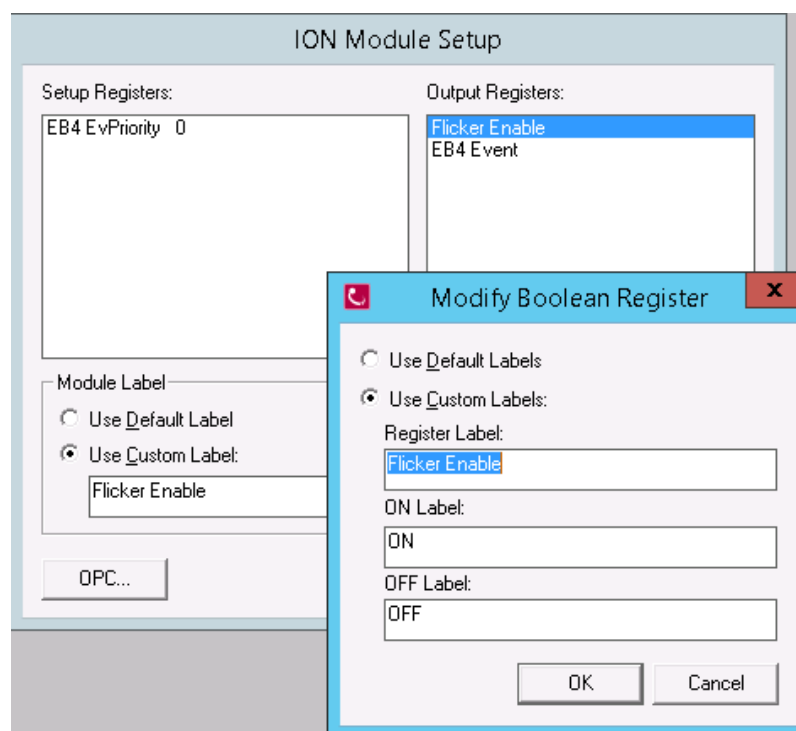 ION Module Setup
Setup Registers:
EB4 EvPriority 0
Output Registers:
Flicker Enable
EB4 Event
Module Label
Use Default Label
Use Custom Label:
Flicker Enable
OPC...
Modify Boolean Register
x
Use Default Labels
Use Custom Labels:
Register Label:
Flicker Enable
ON Label:
ON
OFF Label:
OFF
OK
Cancel